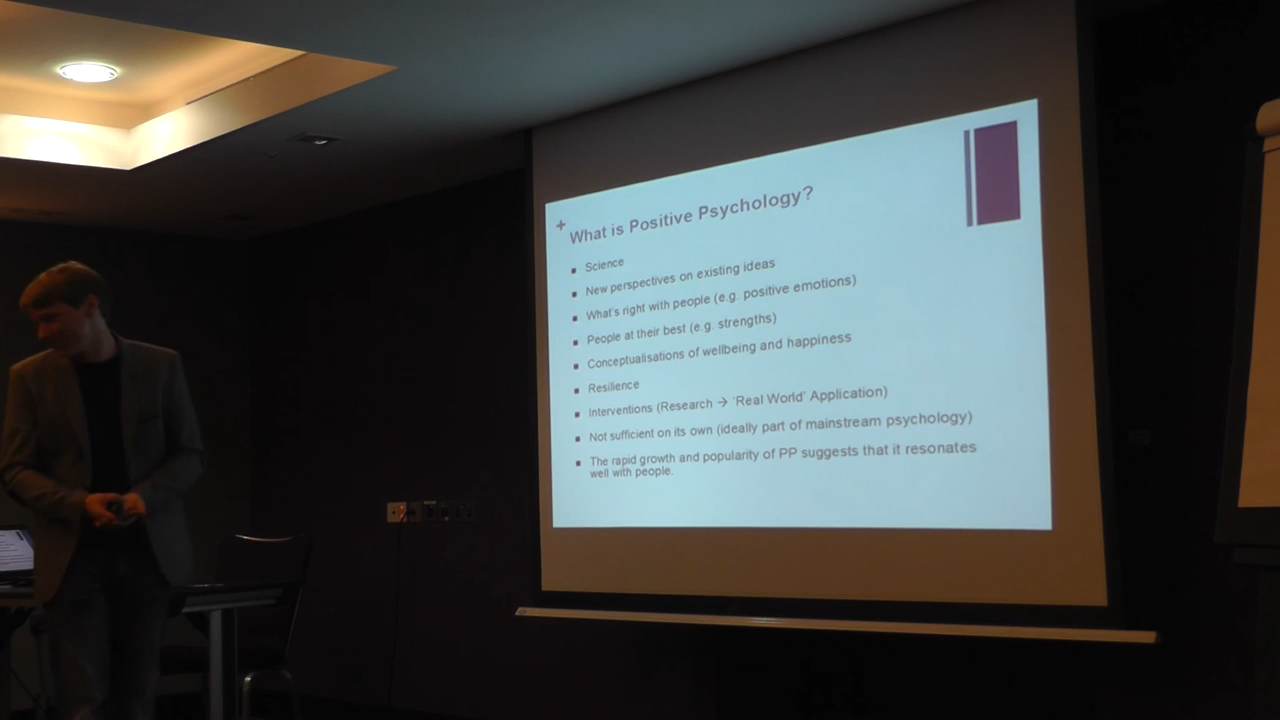 +
What is Positive Psychology?
▪ Science
▪ New perspectives on existing ideas
▪ What's right with people (e.g. positive emotions)
▪ People at their best (e.g. strengths)
▪ Conceptualisations of wellbeing and happiness
▪ Resilience
▪ Interventions (Research → 'Real World' Application)
▪ Not sufficient on its own (ideally part of mainstream psychology)
▪ The rapid growth and popularity of PP suggests that it resonates
well with people.